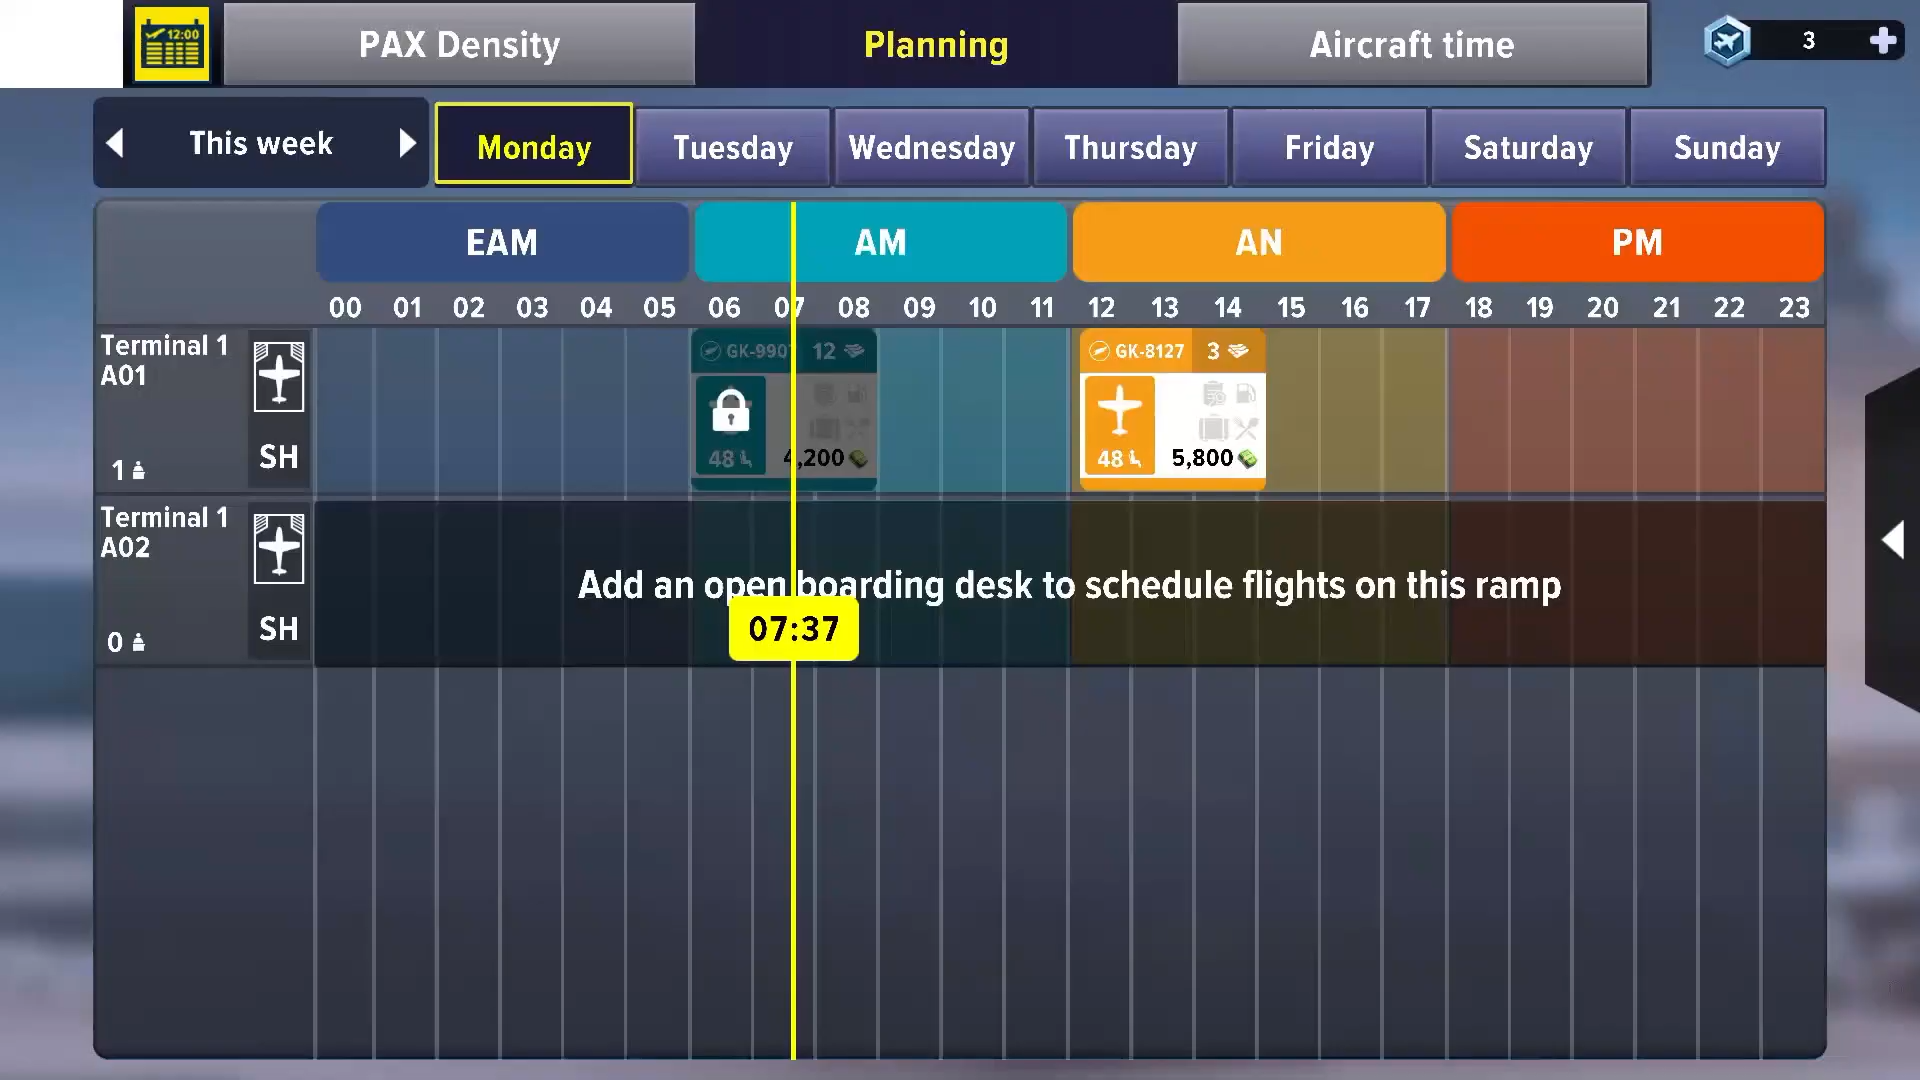 12:00
PAX Density
Planning
Aircraft time
3
This week
Monday
Tuesday
Wednesday
Thursday
Friday
Saturday
Sunday
EAM
AM
AN
PM
00 01 02 03 04 05 06 07 08 09 10 11 12 13 14 15 16 17 18 19 20 21 22 23
Terminal 1
A01
1
SH
GK-990
12
48
4,200
GK-8127
3
48
5,800
Terminal 1
A02
0
SH
Add an open boarding desk to schedule flights on this ramp
07:37